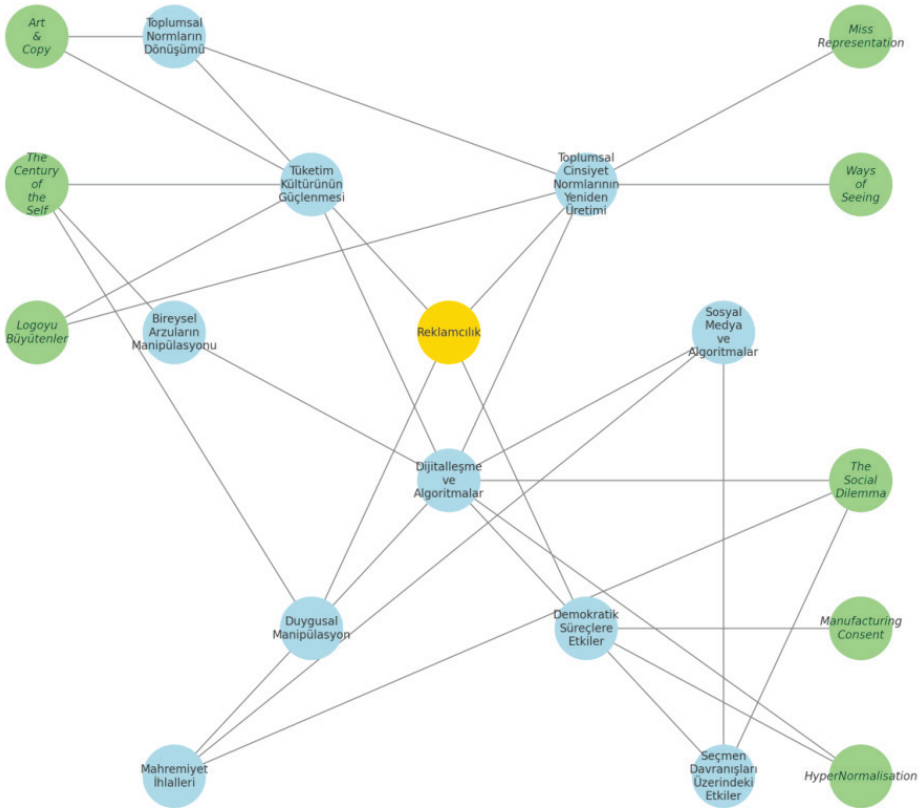 Art
&
Copy
Toplumsal
Normların
Dönüşümü
Miss
Representation
The
Century
of
the
Self
Tüketim
Kültürünün
Güçlenmesi
Toplumsal
Cinsiyet
Normlarının
Yeniden
Üretimi
Ways
of
Seeing
Logoyu
Büyütenler
Bireysel
Arzuların
Manipülasyonu
Reklamcılık
Sosyal
Medya
ve
Algoritmalar
Dijitalleşme
ve
Algoritmalar
The
Social
Dilemma
Duygusal
Manipülasyon
Demokratik
Süreçlere
Etkiler
Manufacturing
Consent
Mahremiyet
İhlalleri
Seçmen
Davranışları
Üzerindeki
Etkiler
HyperNormalisation